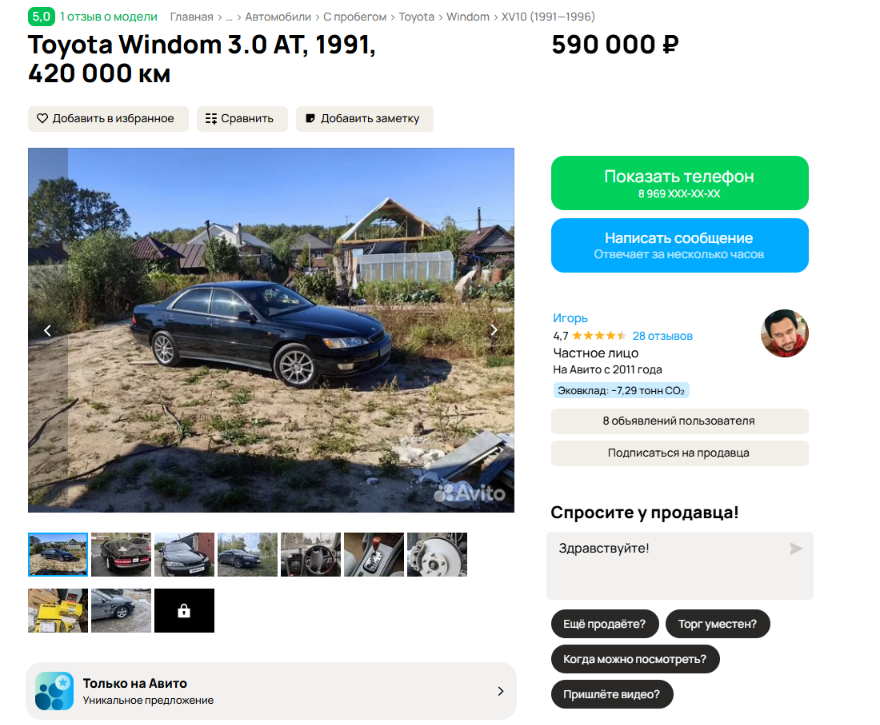 5,0 1 отзыв о модели Главная › ... › Автомобили › С пробегом › Toyota › Windom › XV10 (1991—1996)
Toyota Windom 3.0 AT, 1991,
420 000 км
590 000 ₽
Добавить в избранное
Сравнить
Добавить заметку
Avito
Показать телефон
8 969 XXX-XX-XX
Написать сообщение
Отвечает за несколько часов
Игорь
4,7 28 отзывов
Частное лицо
На Авито с 2011 года
Эковклад: −7,29 тонн CO₂
8 объявлений пользователя
Подписаться на продавца
Спросите у продавца!
Здравствуйте!
Ещё продаёте?
Торг уместен?
Когда можно посмотреть?
Пришлёте видео?
Только на Авито
Уникальное предложение